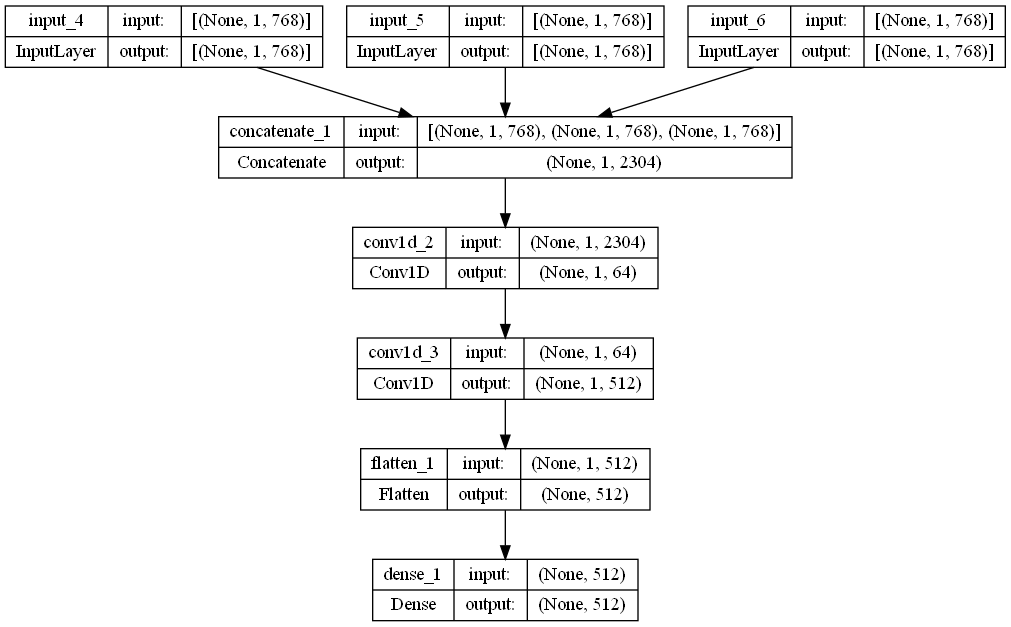 input_4 input: [(None, 1, 768)]
InputLayer output: [(None, 1, 768)]
input_5 input: [(None, 1, 768)]
InputLayer output: [(None, 1, 768)]
input_6 input: [(None, 1, 768)]
InputLayer output: [(None, 1, 768)]
concatenate_1 input: [(None, 1, 768), (None, 1, 768), (None, 1, 768)]
Concatenate output: (None, 1, 2304)
conv1d_2 input: (None, 1, 2304)
Conv1D output: (None, 1, 64)
conv1d_3 input: (None, 1, 64)
Conv1D output: (None, 1, 512)
flatten_1 input: (None, 1, 512)
Flatten output: (None, 512)
dense_1 input: (None, 512)
Dense output: (None, 512)